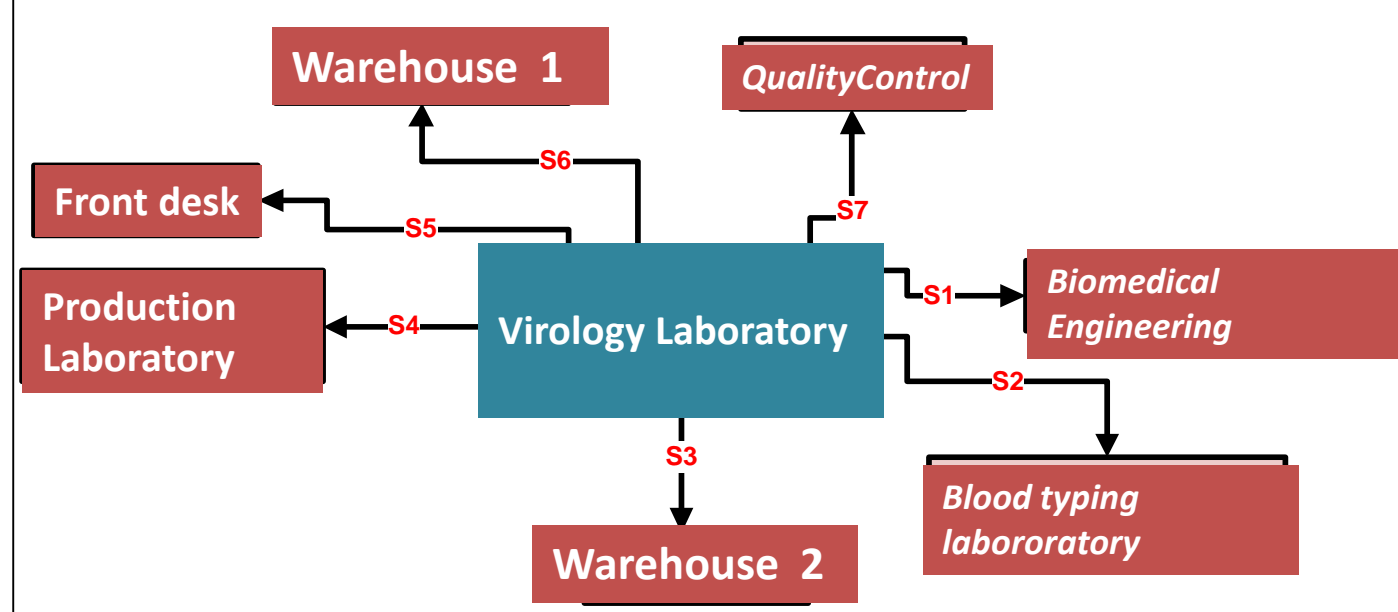 Warehouse  1
QualityControl
S6
Front desk
S7
S5
Biomedical
Engineering
S1
Production
Laboratory
S4
Virology Laboratory
S2
S3
Blood typing
labororatory
Warehouse  2